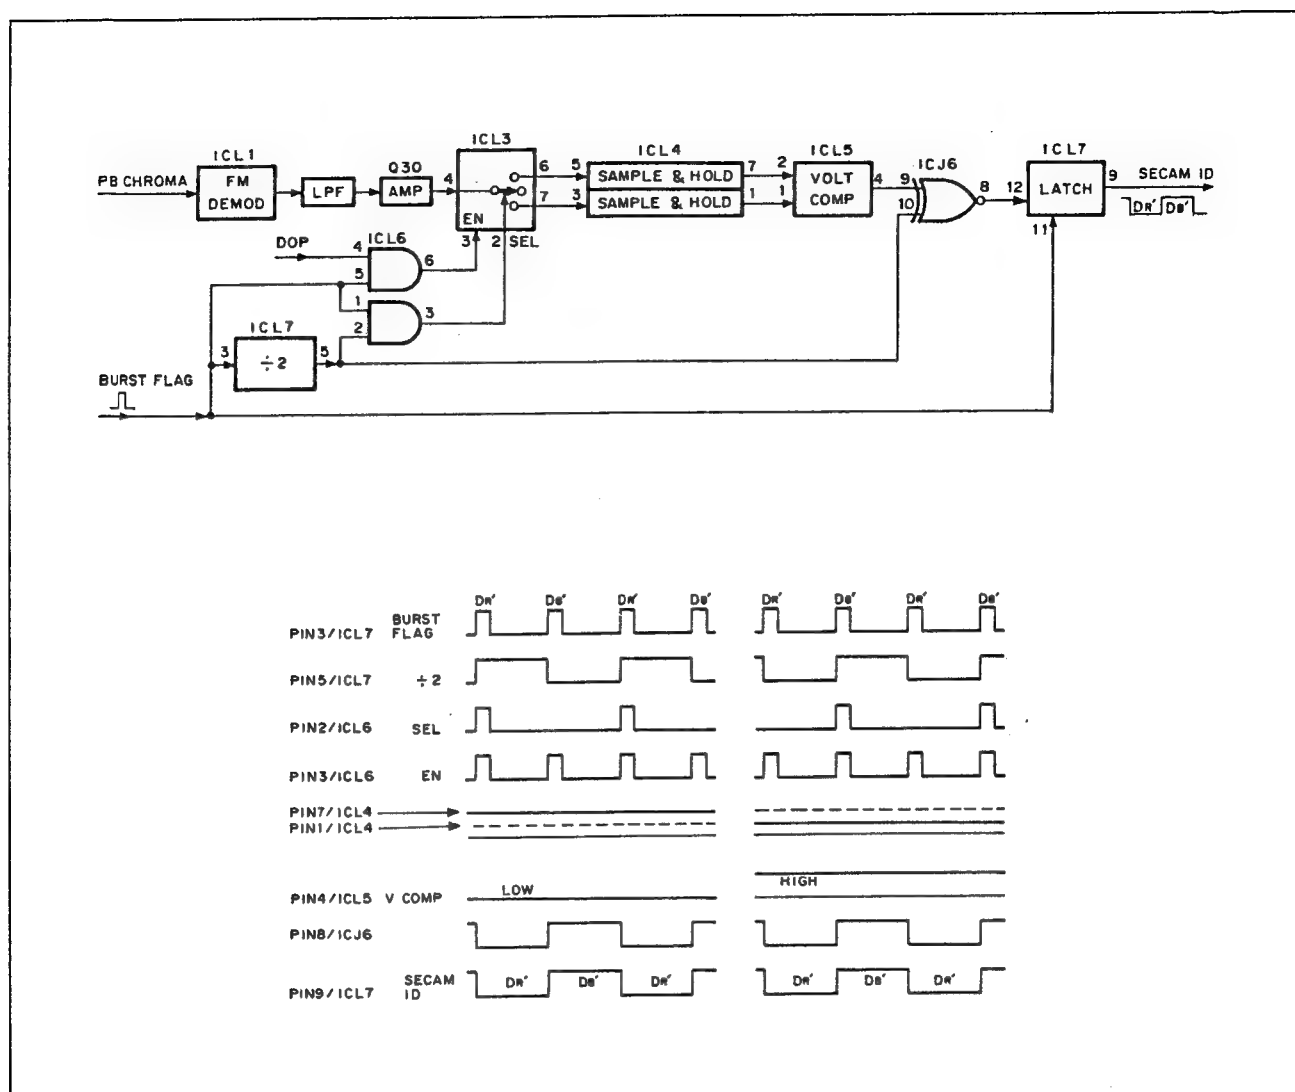 ICL1
FM
DEMOD
PB CHROMA
LPF
Q30
AMP
ICL3
4
6
7
EN
3
2
SEL
5
3
ICL4
SAMPLE & HOLD
SAMPLE & HOLD
7
1
2
1
ICL5
VOLT
COMP
4
9
10
ICJ6
8
12
ICL7
LATCH
11
9
SECAM ID
DR' DB'
DOP
4
5
ICL6
6
1
2
3
ICL7
3
÷2
5
BURST FLAG
DR' DB' DR' DB' DR' DB' DR' DB'
PIN3/ICL7 BURST FLAG
PIN5/ICL7 ÷2
PIN2/ICL6 SEL
PIN3/ICL6 EN
PIN7/ICL4
PIN1/ICL4
PIN4/ICL5 V COMP LOW HIGH
PIN8/ICJ6
PIN9/ICL7 SECAM ID DR' DB' DR' DR' DB' DR'